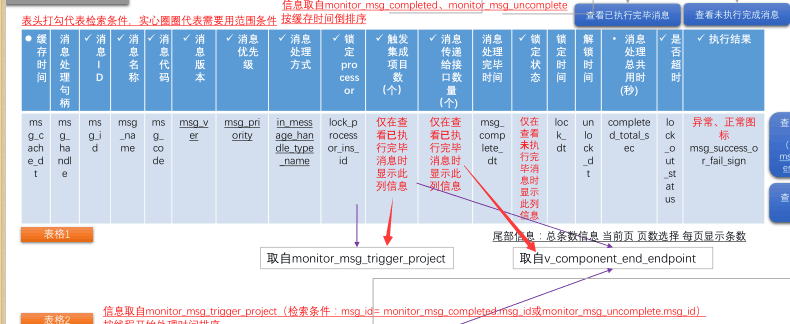 信息取自monitor_msg_completed、monitor_msg_uncomplete
表头打勾代表检索条件，实心圈圈代表需要用范围条件
按缓存时间倒排序
查看已执行完毕消息
查看未执行完成消息
● 缓存时间
消息处理句柄
✓ 消息ID
✓ 消息名称
✓ 消息代码
✓ 消息版本
✓ 消息优先级
✓ 消息处理方式
✓ 锁定processor
✓ 触发集成项目数(个)
✓ 消息传递给接口数量(个)
消息处理完毕时间
✓ 锁定状态
锁定时间
解锁时间
• 消息处理总共用时(秒)
✓ 是否超时
✓ 执行结果
msg_cache_dt
msg_handle
msg_id
msg_name
msg_code
msg_ver
msg_priority
in_message_handle_type_name
lock_processor_ins_id
仅在查看已执行完毕消息时显示此列信息
仅在查看已执行完毕消息时显示此列信息
msg_complete_dt
仅在查看未执行完毕消息时显示此列信息
lock_dt
unlock_dt
completed_total_sec
lock_out_status
异常、正常图标
msg_success_or_fail_sign
表格1
尾部信息：总条数信息 当前页 页数选择 每页显示条数
取自monitor_msg_trigger_project
取自v_component_end_endpoint
表格2
信息取自monitor_msg_trigger_project（检索条件：msg_id= monitor_msg_completed.msg_id或monitor_msg_uncomplete.msg_id）
按线程开始处理时间排序